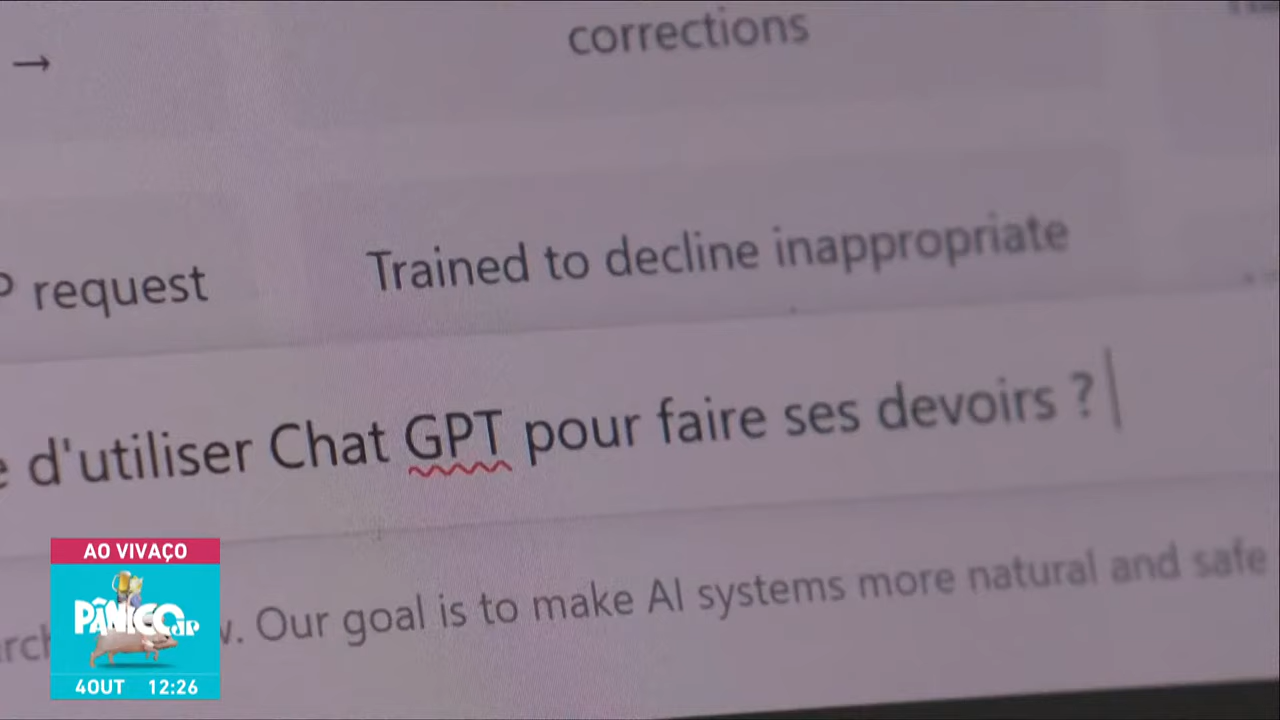 corrections
→
P request
Trained to decline inappropriate
e d'utiliser Chat GPT pour faire ses devoirs ?
w. Our goal is to make AI systems more natural and safe
AO VIVAÇO
PÂNICO JP
4OUT 12:26